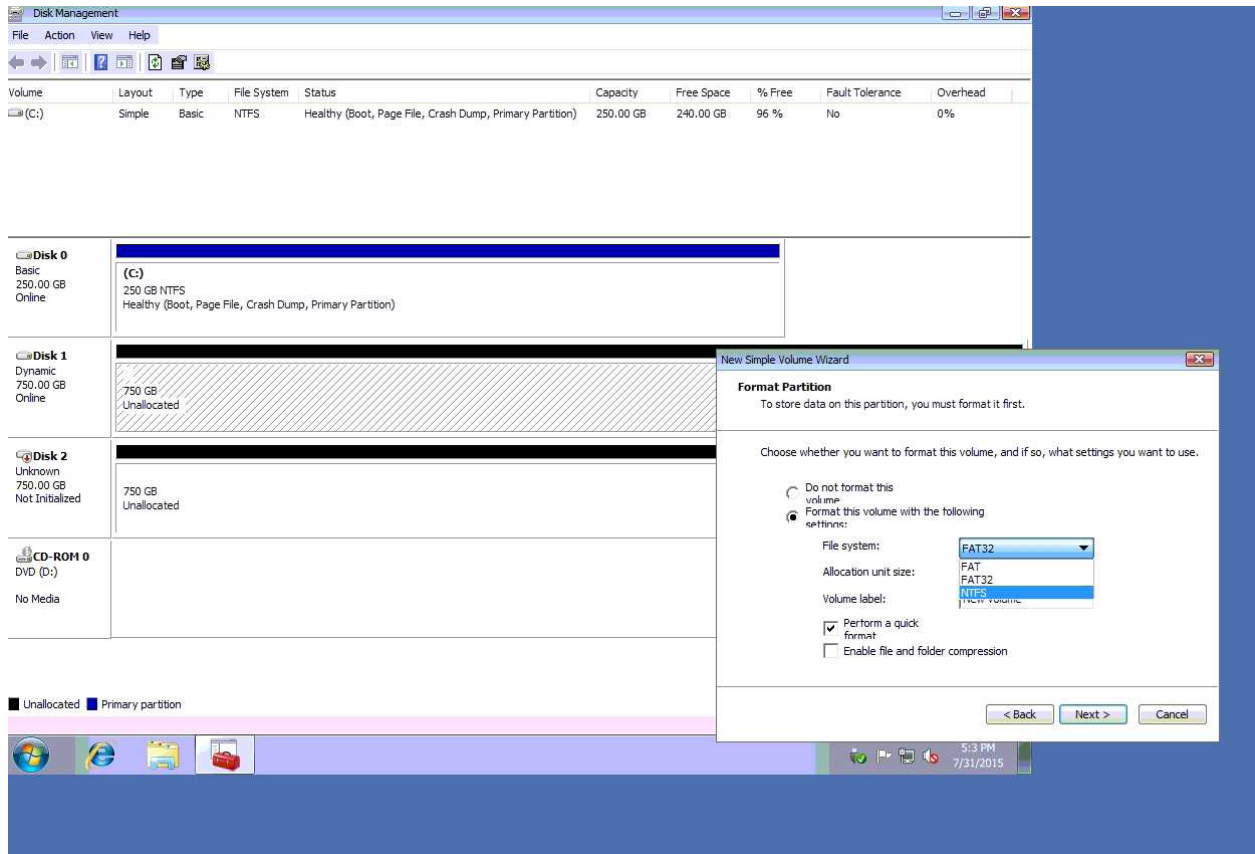 Disk Management
File Action View Help
Volume Layout Type File System Status Capacity Free Space % Free Fault Tolerance Overhead
(C:) Simple Basic NTFS Healthy (Boot, Page File, Crash Dump, Primary Partition) 250.00 GB 240.00 GB 96 % No 0%
Disk 0
Basic
250.00 GB
Online
(C:)
250 GB NTFS
Healthy (Boot, Page File, Crash Dump, Primary Partition)
Disk 1
Dynamic
750.00 GB
Online
750 GB
Unallocated
Disk 2
Unknown
750.00 GB
Not Initialized
750 GB
Unallocated
CD-ROM 0
DVD (D:)
No Media
Unallocated Primary partition
New Simple Volume Wizard
Format Partition
To store data on this partition, you must format it first.
Choose whether you want to format this volume, and if so, what settings you want to use.
Do not format this
volume
Format this volume with the following
settings:
File system: FAT32
FAT
FAT32
NTFS
Allocation unit size:
Volume label: New Volume
Perform a quick
format
Enable file and folder compression
< Back Next > Cancel
5:3 PM
7/31/2015